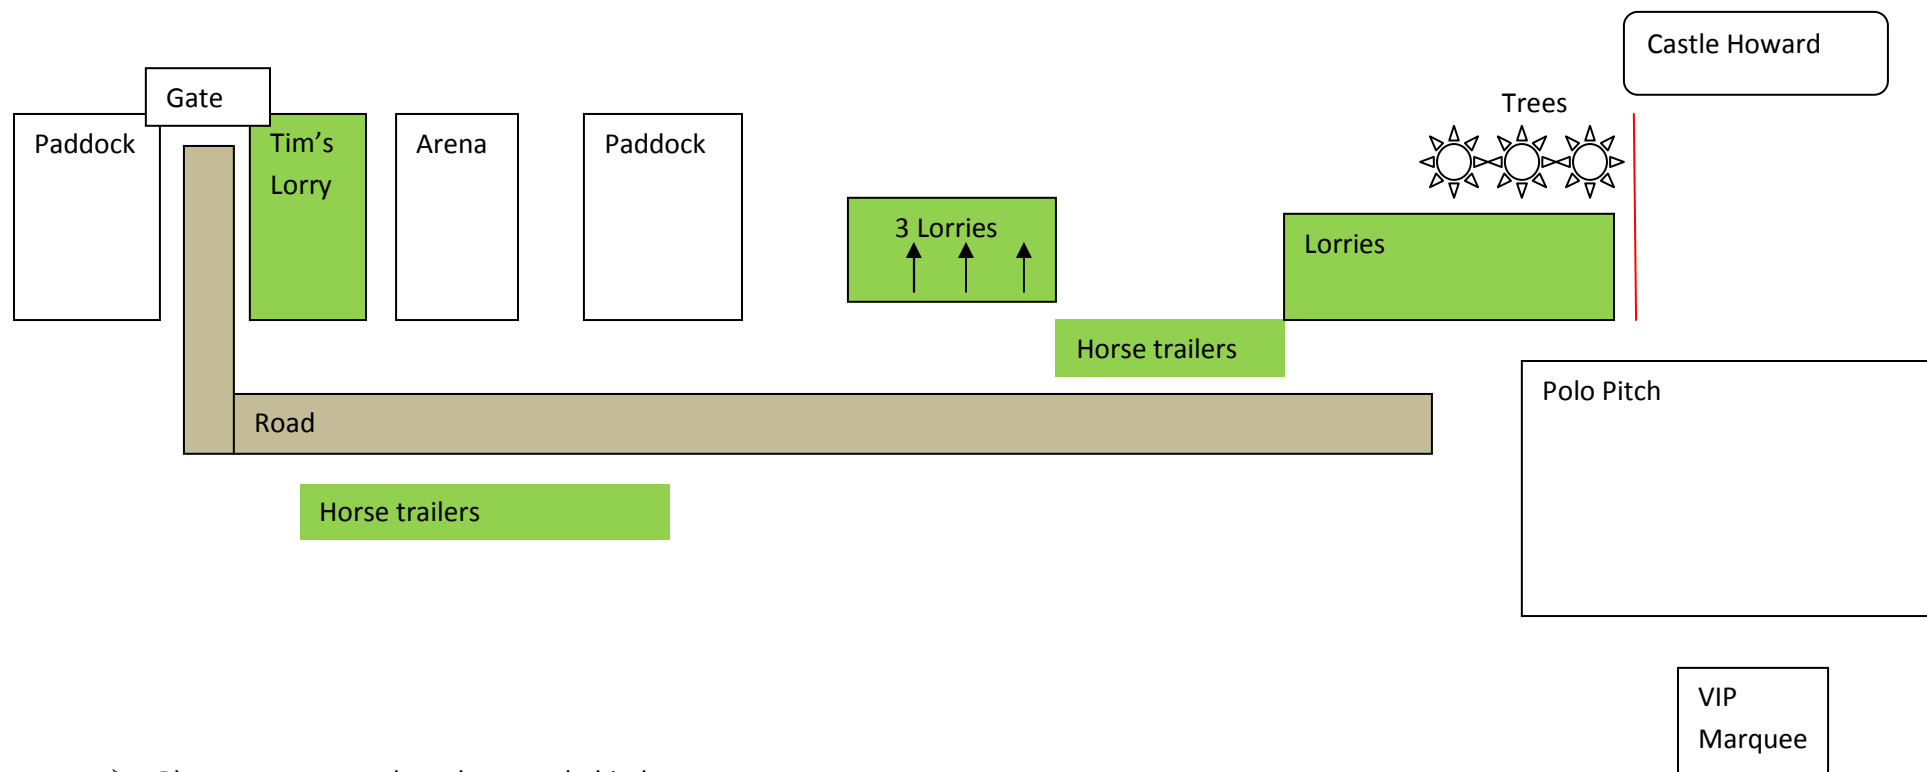 Castle Howard
Gate
Trees
Paddock
Tim’s
Lorry
Arena
Paddock
3 Lorries
Lorries
Horse trailers
Polo Pitch
Road
Horse trailers
VIP
Marquee